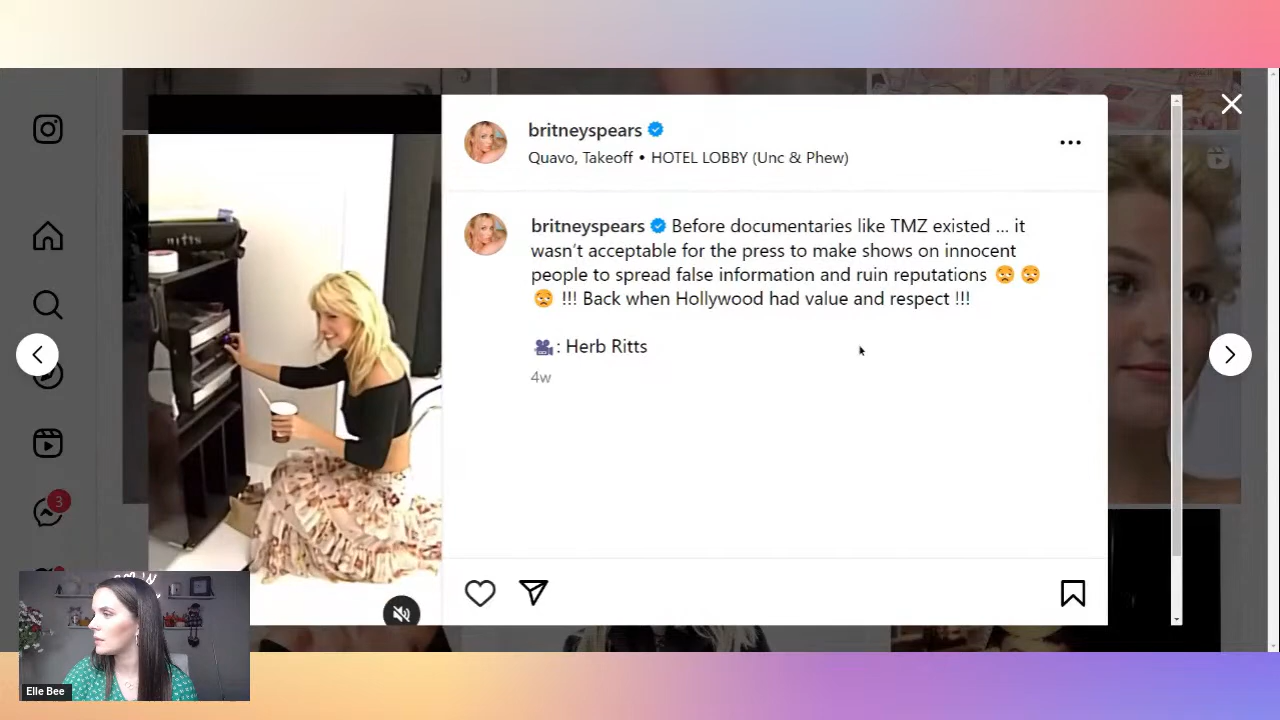 britneyspears
Quavo, Takeoff • HOTEL LOBBY (Unc & Phew)
britneyspears Before documentaries like TMZ existed ... it
wasn't acceptable for the press to make shows on innocent
people to spread false information and ruin reputations 😒 😒
😒 !!! Back when Hollywood had value and respect !!!
🎥: Herb Ritts
4w
3
Elle Bee